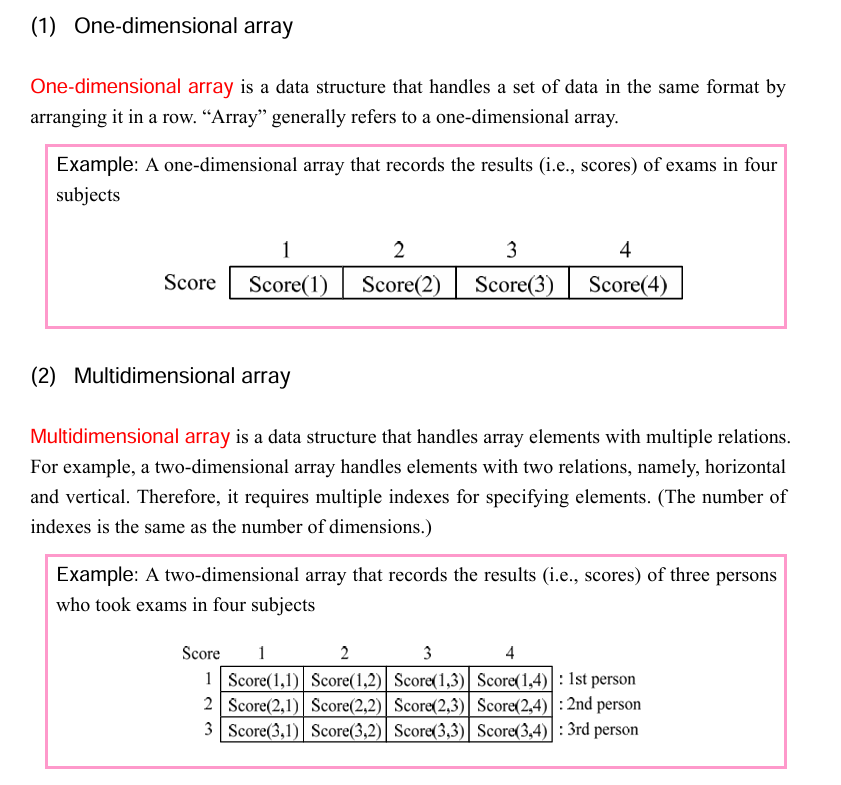 (1) One-dimensional array
One-dimensional array is a data structure that handles a set of data in the same format by
arranging it in a row. “Array” generally refers to a one-dimensional array.
Example: A one-dimensional array that records the results (i.e., scores) of exams in four
subjects
1 2 3 4
Score Score(1) Score(2) Score(3) Score(4)
(2) Multidimensional array
Multidimensional array is a data structure that handles array elements with multiple relations.
For example, a two-dimensional array handles elements with two relations, namely, horizontal
and vertical. Therefore, it requires multiple indexes for specifying elements. (The number of
indexes is the same as the number of dimensions.)
Example: A two-dimensional array that records the results (i.e., scores) of three persons
who took exams in four subjects
Score 1 2 3 4
1 Score(1,1) Score(1,2) Score(1,3) Score(1,4) : 1st person
2 Score(2,1) Score(2,2) Score(2,3) Score(2,4) : 2nd person
3 Score(3,1) Score(3,2) Score(3,3) Score(3,4) : 3rd person